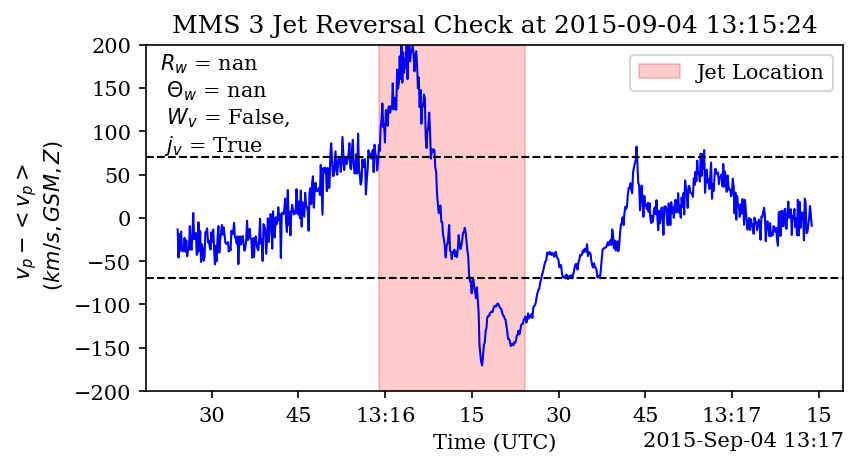 MMS 3 Jet Reversal Check at 2015-09-04 13:15:24
R_w = nan
Θ_w = nan
W_v = False,
j_v = True
Jet Location
v_p − < v_p >
(km/s, GSM, Z)
200
150
100
50
0
−50
−100
−150
−200
30 45 13:16 15 30 45 13:17 15
Time (UTC)
2015-Sep-04 13:17